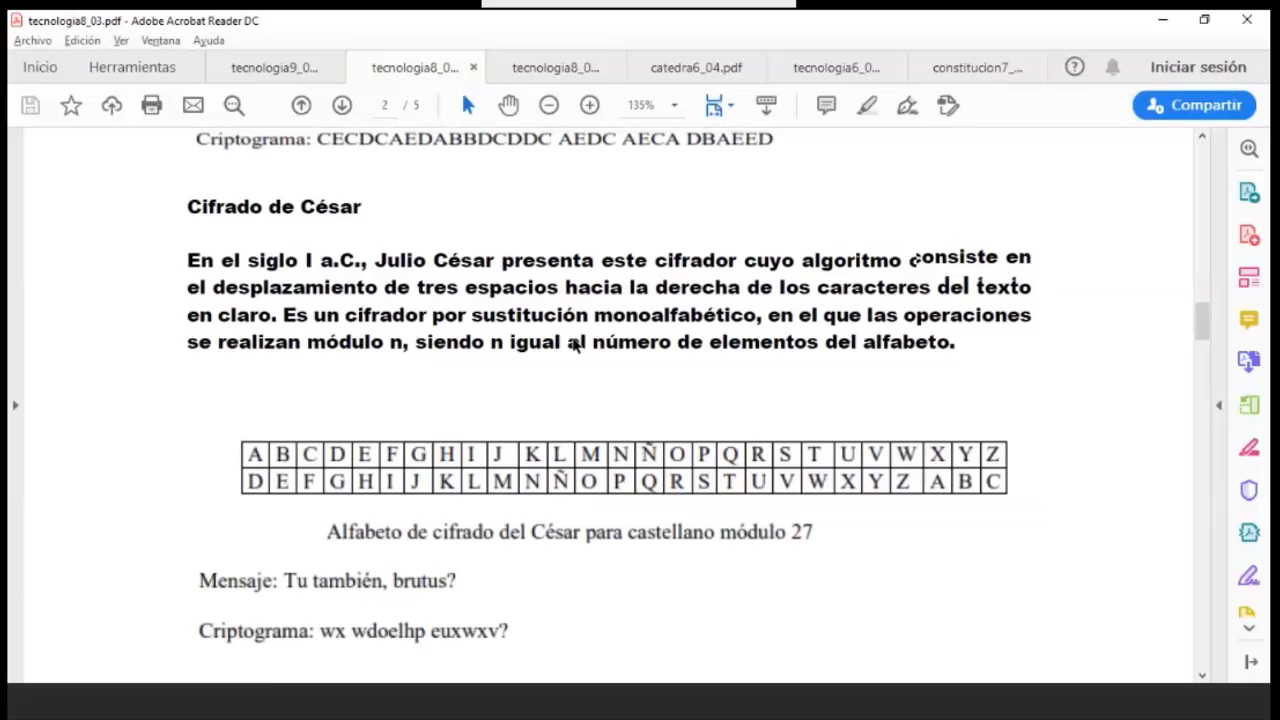 tecnologia8_03.pdf - Adobe Acrobat Reader DC
Archivo Edición Ver Ventana Ayuda
Inicio Herramientas tecnologia9_0... tecnologia8_0... × tecnologia8_0... catedra6_04.pdf tecnologia6_0... constitucion7_... Iniciar sesión
2 / 5 135% Compartir
Criptograma: CECDCAEDABBDCDDC AEDC AECA DBAEED
Cifrado de César
En el siglo I a.C., Julio César presenta este cifrador cuyo algoritmo consiste en
el desplazamiento de tres espacios hacia la derecha de los caracteres del texto
en claro. Es un cifrador por sustitución monoalfabético, en el que las operaciones
se realizan módulo n, siendo n igual al número de elementos del alfabeto.
A B C D E F G H I J K L M N Ñ O P Q R S T U V W X Y Z
D E F G H I J K L M N Ñ O P Q R S T U V W X Y Z A B C
Alfabeto de cifrado del César para castellano módulo 27
Mensaje: Tu también, brutus?
Criptograma: wx wdoelhp euxwxv?